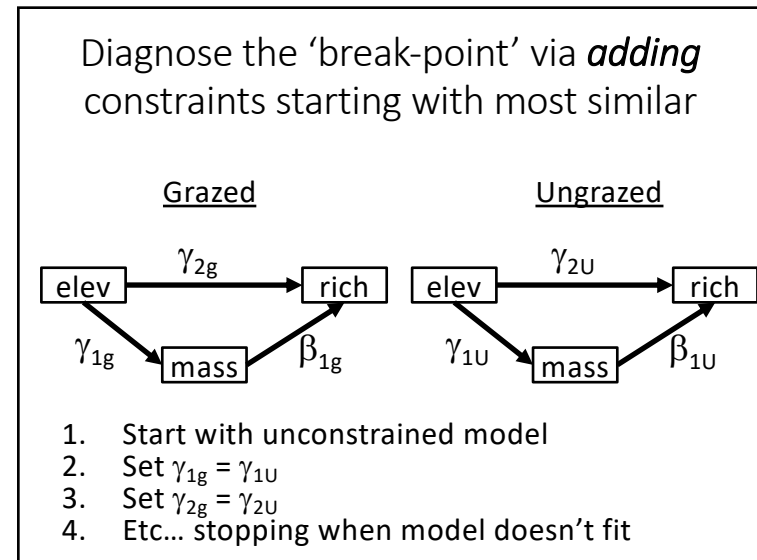 Diagnose the ‘break-point’ via adding
constraints starting with most similar
Grazed
Ungrazed
γ2g
elev
rich
γ1g
mass
β1g
γ2U
elev
rich
γ1U
mass
β1U
1. Start with unconstrained model
2. Set γ1g = γ1U
3. Set γ2g = γ2U
4. Etc... stopping when model doesn’t fit